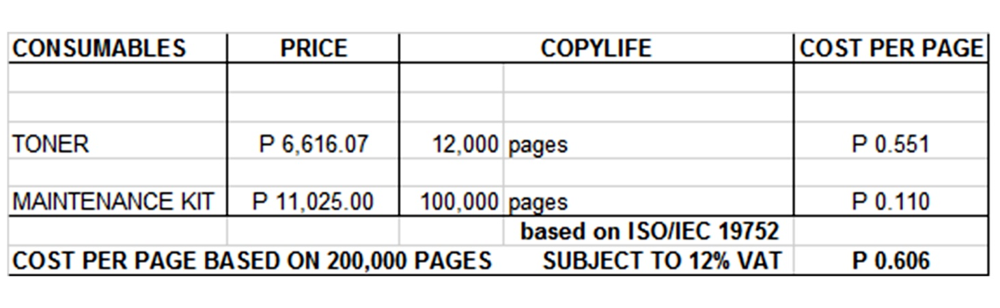 CONSUMABLES PRICE COPYLIFE COST PER PAGE
TONER P 6,616.07 12,000 pages P 0.551
MAINTENANCE KIT P 11,025.00 100,000 pages P 0.110
based on ISO/IEC 19752
COST PER PAGE BASED ON 200,000 PAGES SUBJECT TO 12% VAT P 0.606